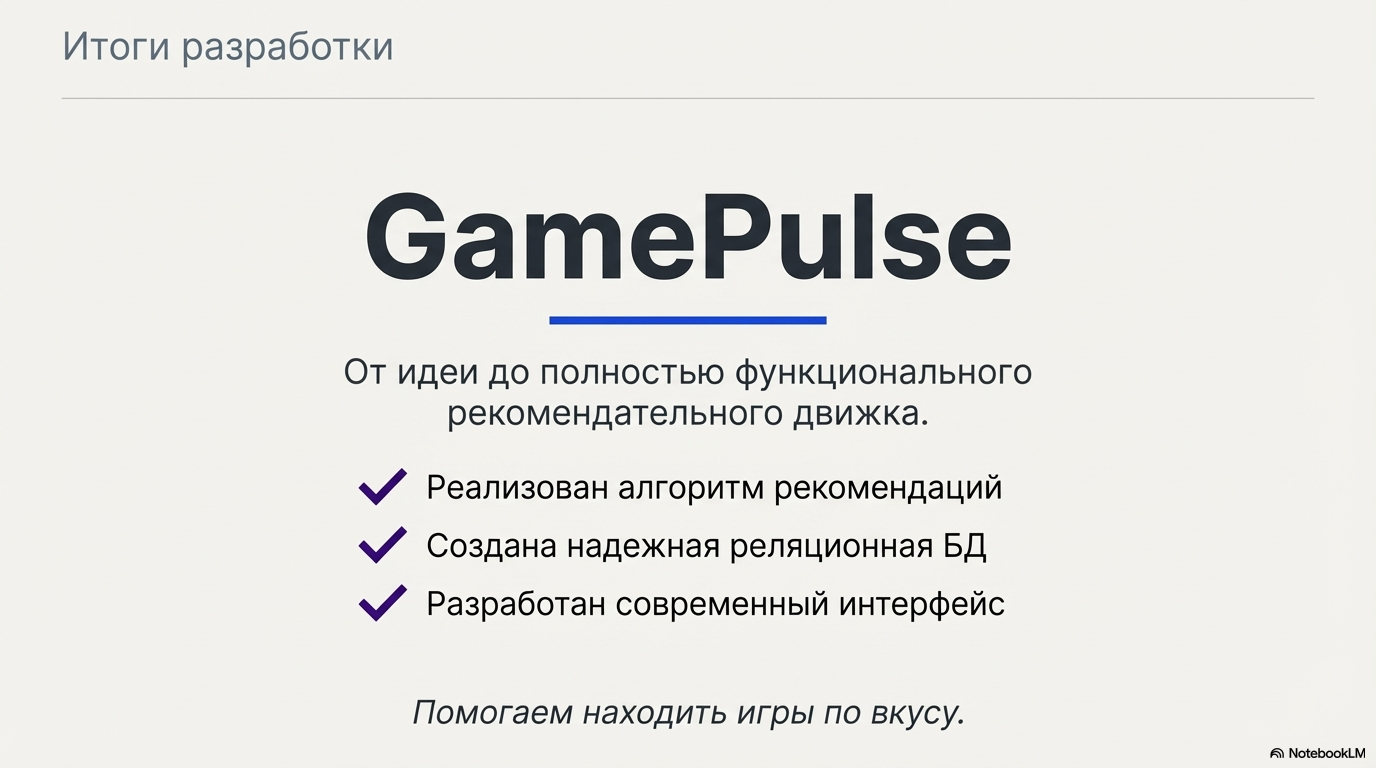 Итоги разработки
GamePulse
От идеи до полностью функционального
рекомендательного движка.
Реализован алгоритм рекомендаций
Создана надежная реляционная БД
Разработан современный интерфейс
Помогаем находить игры по вкусу.
NotebookLM